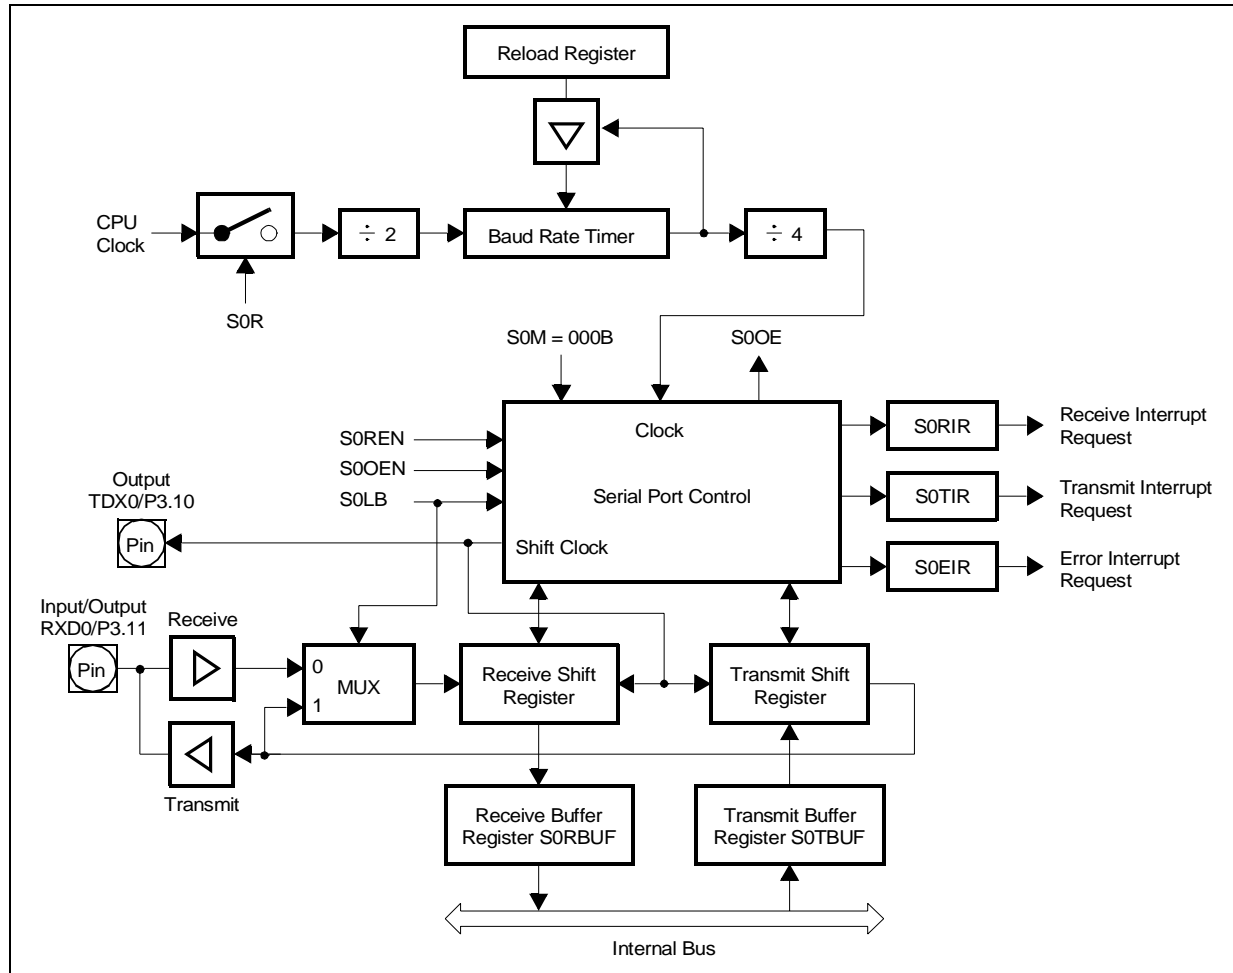 Reload Register
CPU
Clock
÷ 2
Baud Rate Timer
÷ 4
S0R
S0M = 000B
S0OE
Clock
S0REN
S0OEN
S0LB
Serial Port Control
Shift Clock
S0RIR
Receive Interrupt
Request
S0TIR
Transmit Interrupt
Request
S0EIR
Error Interrupt
Request
Output
TDX0/P3.10
Pin
Input/Output
RXD0/P3.11
Pin
Receive
0
MUX
1
Transmit
Receive Shift
Register
Transmit Shift
Register
Receive Buffer
Register S0RBUF
Transmit Buffer
Register S0TBUF
Internal Bus